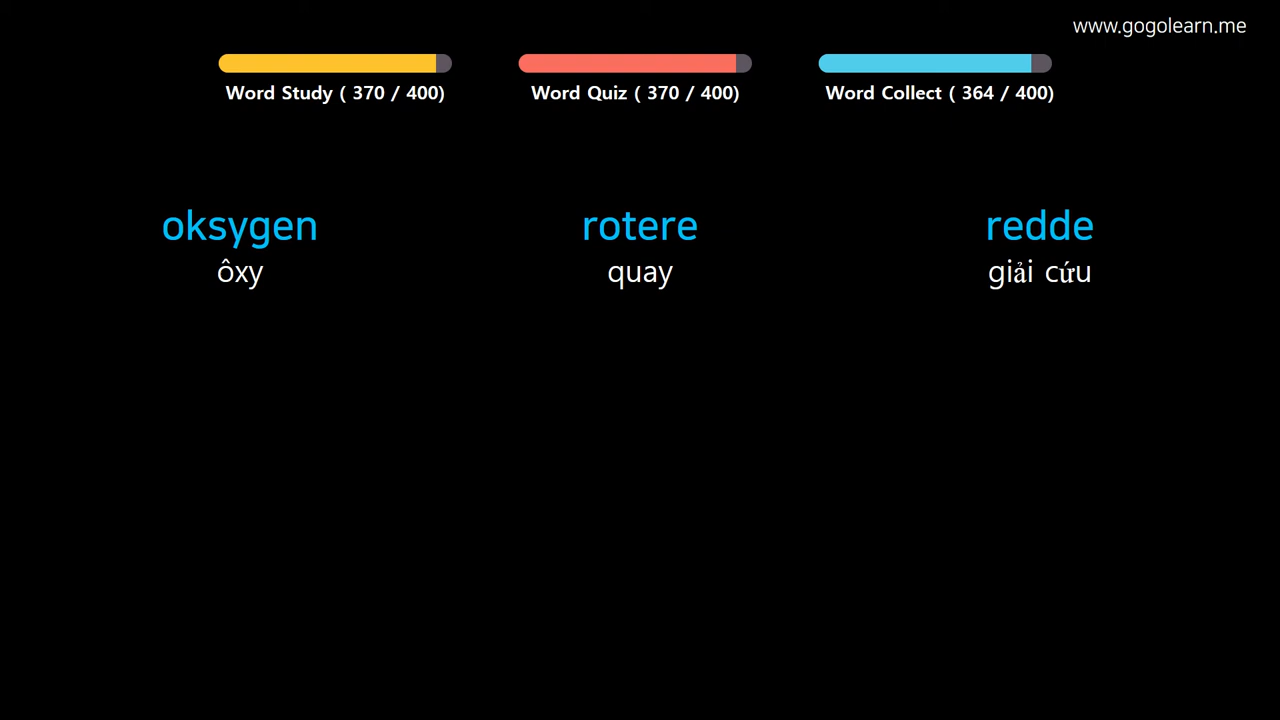 www.gogolearn.me
Word Study ( 370 / 400)
Word Quiz ( 370 / 400)
Word Collect ( 364 / 400)
oksygen
ôxy
rotere
quay
redde
giải cứu